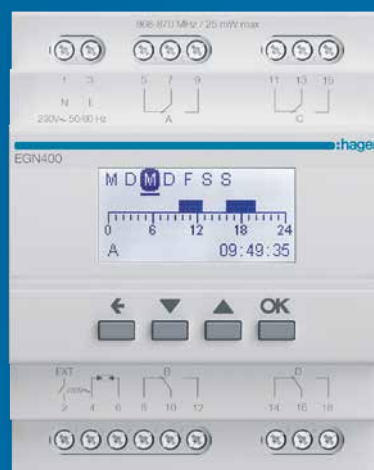 868-870 MHz / 25 mW max
1 3 5 7 9 11 13 15
N L A C
230V~ 50/60 Hz
:hager
EGN400
M D M D F S S
0 6 12 18 24
A 09:49:35
OK
EXT B D
230V~
2 4 6 8 10 12 14 16 18